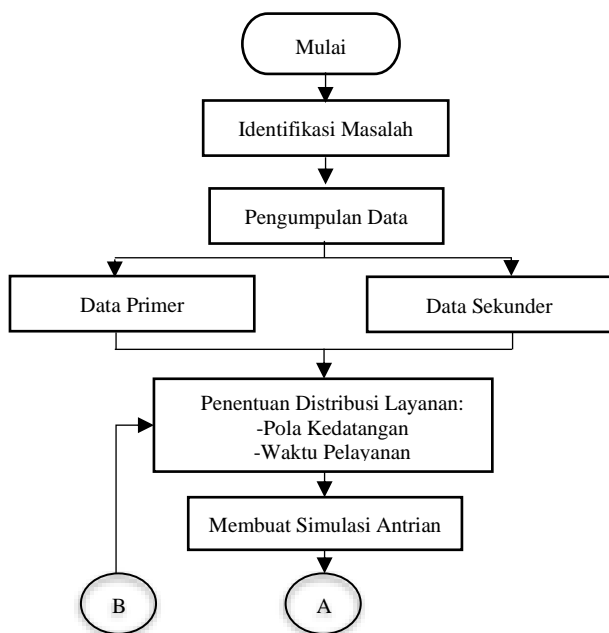 Mulai
Identifikasi Masalah
Pengumpulan Data
Data Primer
Data Sekunder
Penentuan Distribusi Layanan:
-Pola Kedatangan
-Waktu Pelayanan
Membuat Simulasi Antrian
B
A